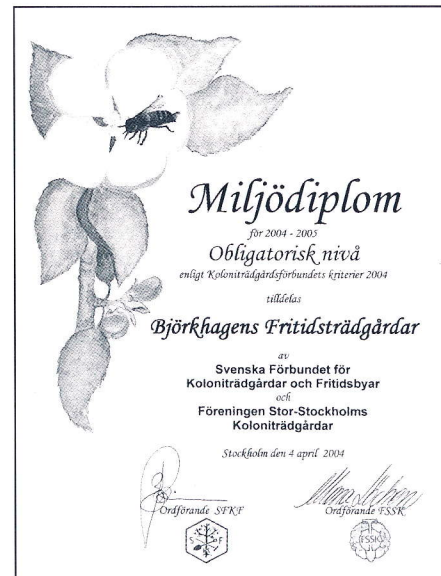 Miljödiplom
för 2004 - 2005
Obligatorisk nivå
enligt Koloniträdgårdsförbundets kriterier 2004
tilldelas
Björkhagens Fritidsträdgårdar
av
Svenska Förbundet för
Koloniträdgårdar och Fritidsbyar
och
Föreningen Stor-Stockholms
Koloniträdgårdar
Stockholm den 4 april 2004
Ordförande SFKF
Ordförande FSSK
S F
FSSK